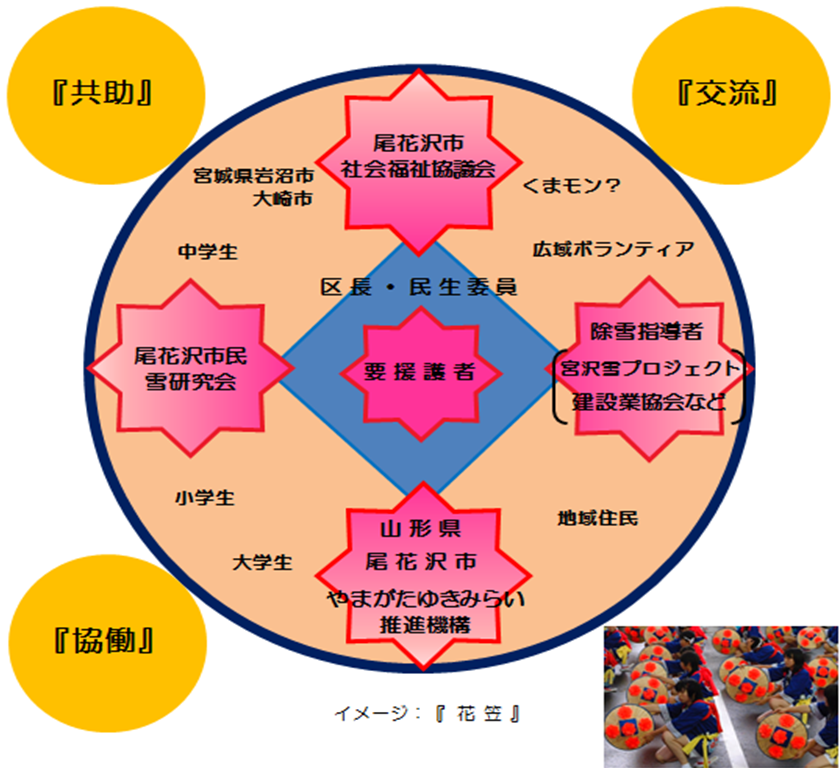 『共助』
『交流』
尾花沢市
社会福祉協議会
宮城県岩沼市
大崎市
くまモン？
中学生
広域ボランティア
区長・民生委員
尾花沢市民
雪研究会
要援護者
除雪指導者
宮沢雪プロジェクト
建設業協会など
小学生
地域住民
大学生
山形県
尾花沢市
やまがたゆきみらい
推進機構
『協働』
イメージ：『花笠』